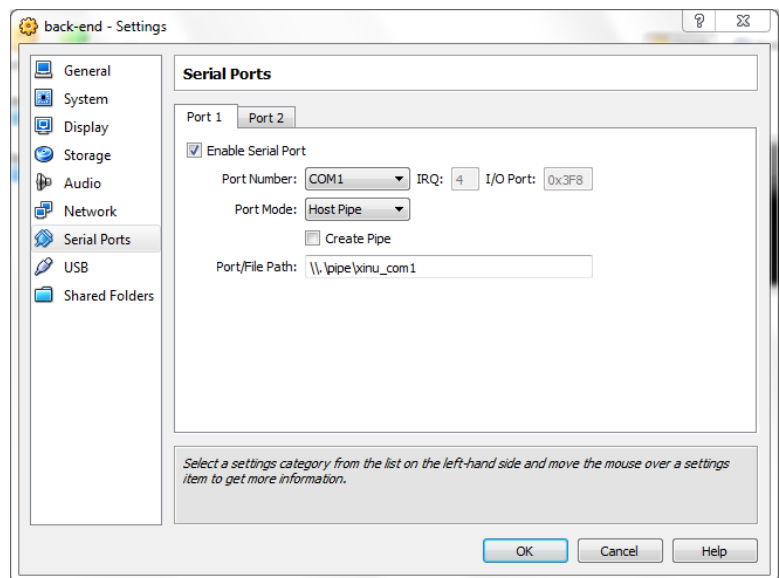 back-end - Settings
General
System
Display
Storage
Audio
Network
Serial Ports
USB
Shared Folders
Serial Ports
Port 1 Port 2
Enable Serial Port
Port Number: COM1 IRQ: 4 I/O Port: 0x3F8
Port Mode: Host Pipe
Create Pipe
Port/File Path: \\.\pipe\xinu_com1
Select a settings category from the list on the left-hand side and move the mouse over a settings
item to get more information.
OK Cancel Help